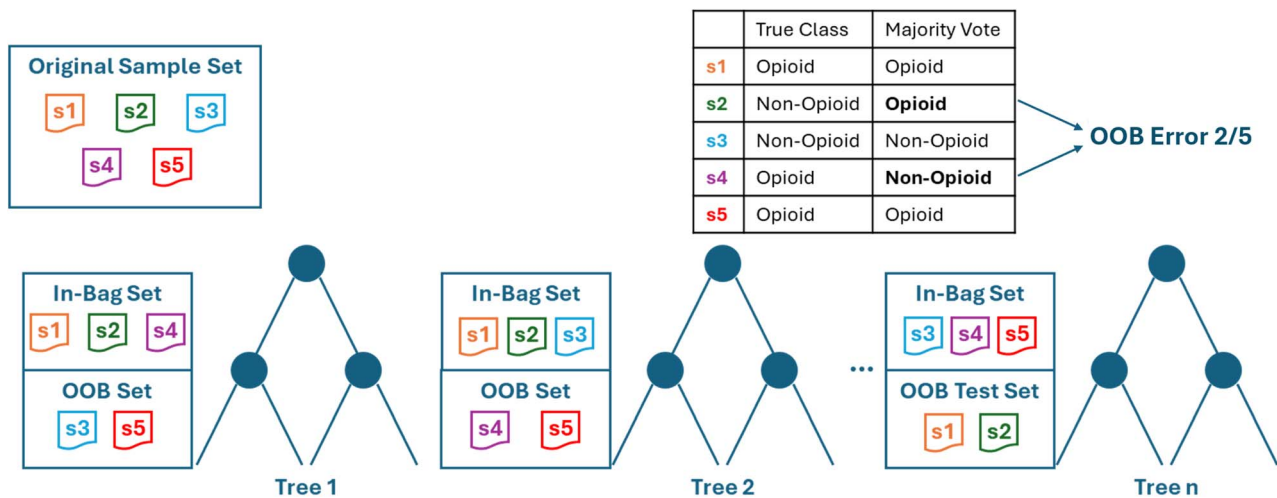 Original Sample Set
s1 s2 s3
s4 s5
True Class Majority Vote
s1 Opioid Opioid
s2 Non-Opioid Opioid
s3 Non-Opioid Non-Opioid
s4 Opioid Non-Opioid
s5 Opioid Opioid
OOB Error 2/5
In-Bag Set
s1 s2 s4
OOB Set
s3 s5
Tree 1
In-Bag Set
s1 s2 s3
OOB Set
s4 s5
Tree 2
...
In-Bag Set
s3 s4 s5
OOB Test Set
s1 s2
Tree n